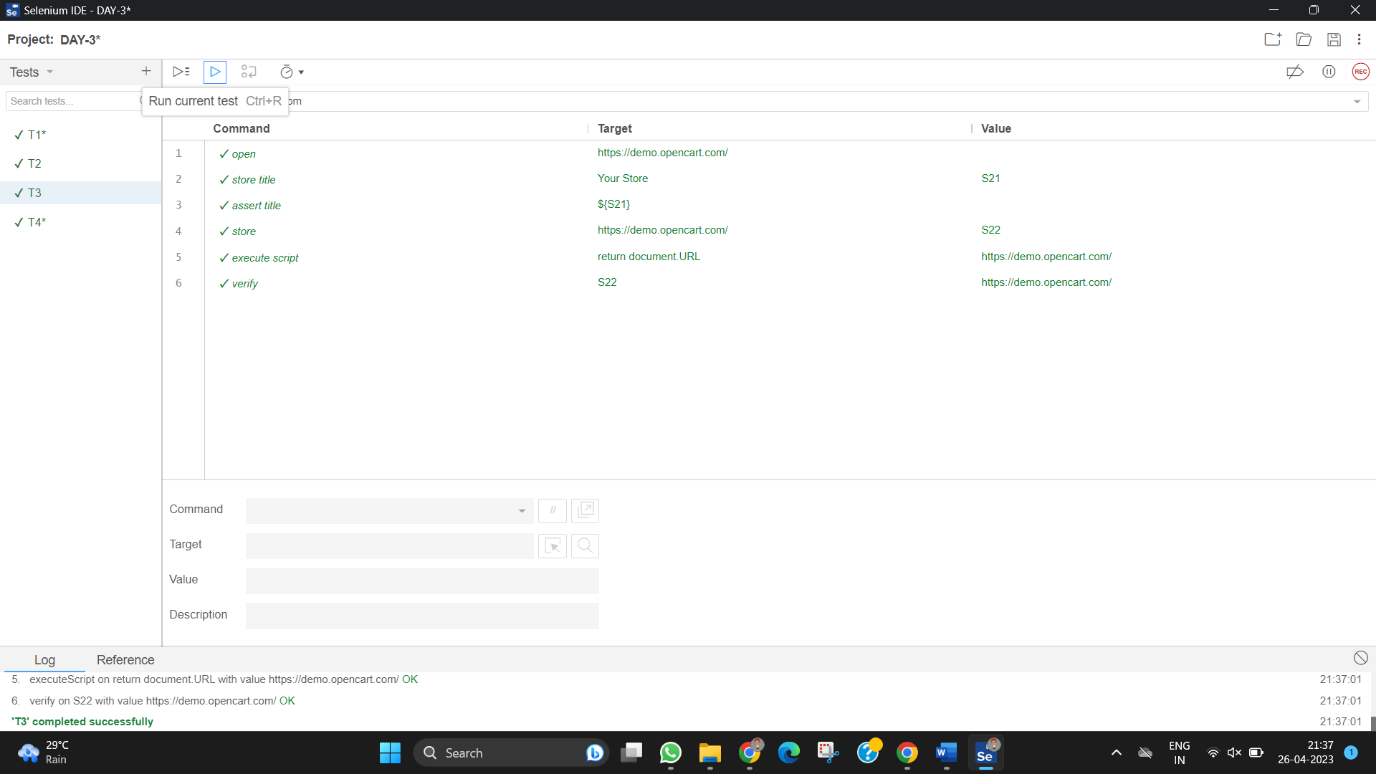 Selenium IDE - DAY-3*
Project: DAY-3*
Tests
Search tests...
Run current test Ctrl+R
om
Command Target Value
T1*
T2
T3
T4*
1 open https://demo.opencart.com/
2 store title Your Store S21
3 assert title ${S21}
4 store https://demo.opencart.com/ S22
5 execute script return document.URL https://demo.opencart.com/
6 verify S22 https://demo.opencart.com/
REC
Command
//
Target
Value
Description
Log Reference
5. executeScript on return document.URL with value https://demo.opencart.com/ OK 21:37:01
6. verify on S22 with value https://demo.opencart.com/ OK 21:37:01
'T3' completed successfully 21:37:01
29°C
Rain
Search
Se
ENG
IN
21:37
26-04-2023
1